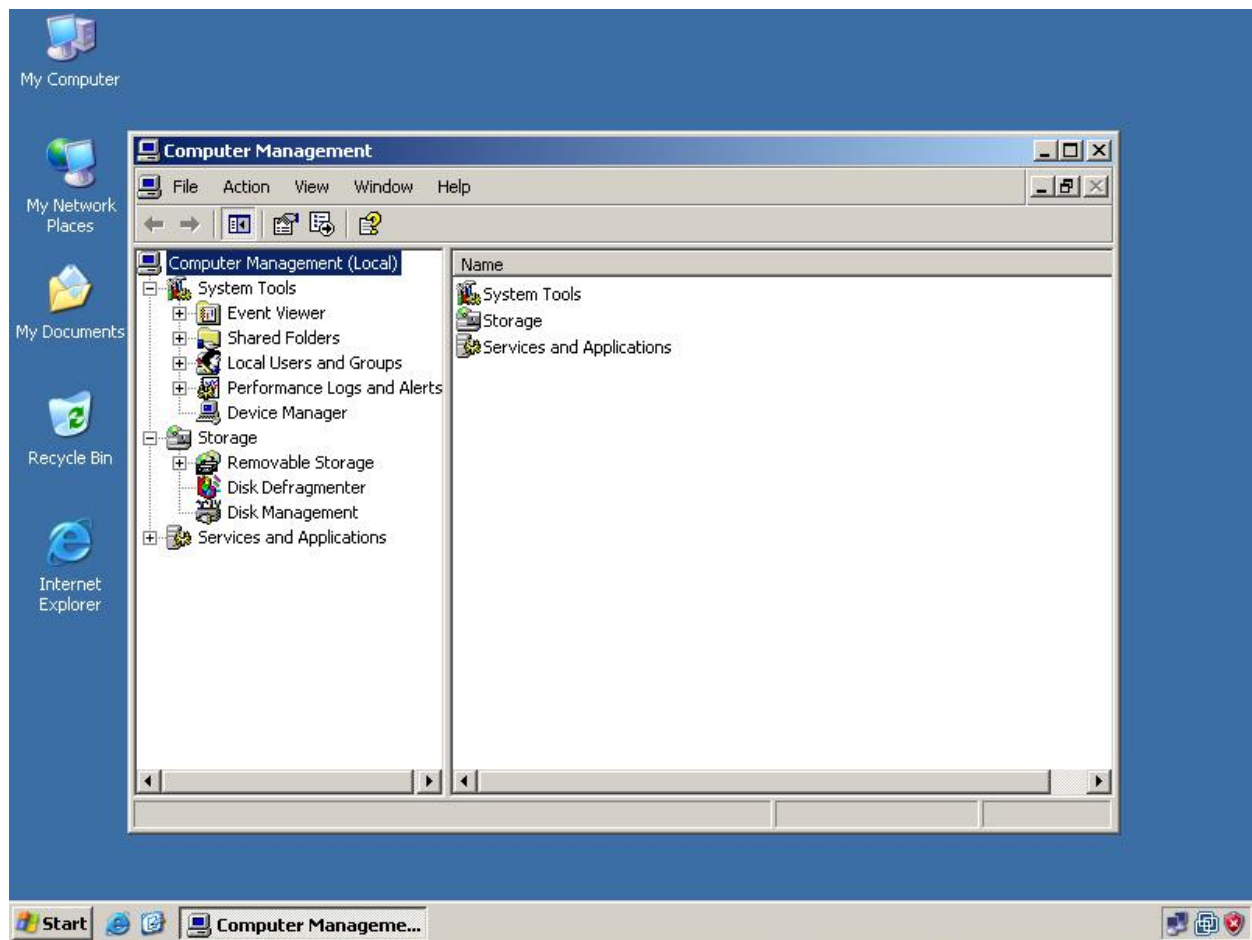 My Computer
My Network
Places
My Documents
Recycle Bin
Internet
Explorer
Computer Management
File Action View Window Help
Computer Management (Local)
System Tools
Event Viewer
Shared Folders
Local Users and Groups
Performance Logs and Alerts
Device Manager
Storage
Removable Storage
Disk Defragmenter
Disk Management
Services and Applications
Name
System Tools
Storage
Services and Applications
Start
Computer Manageme...